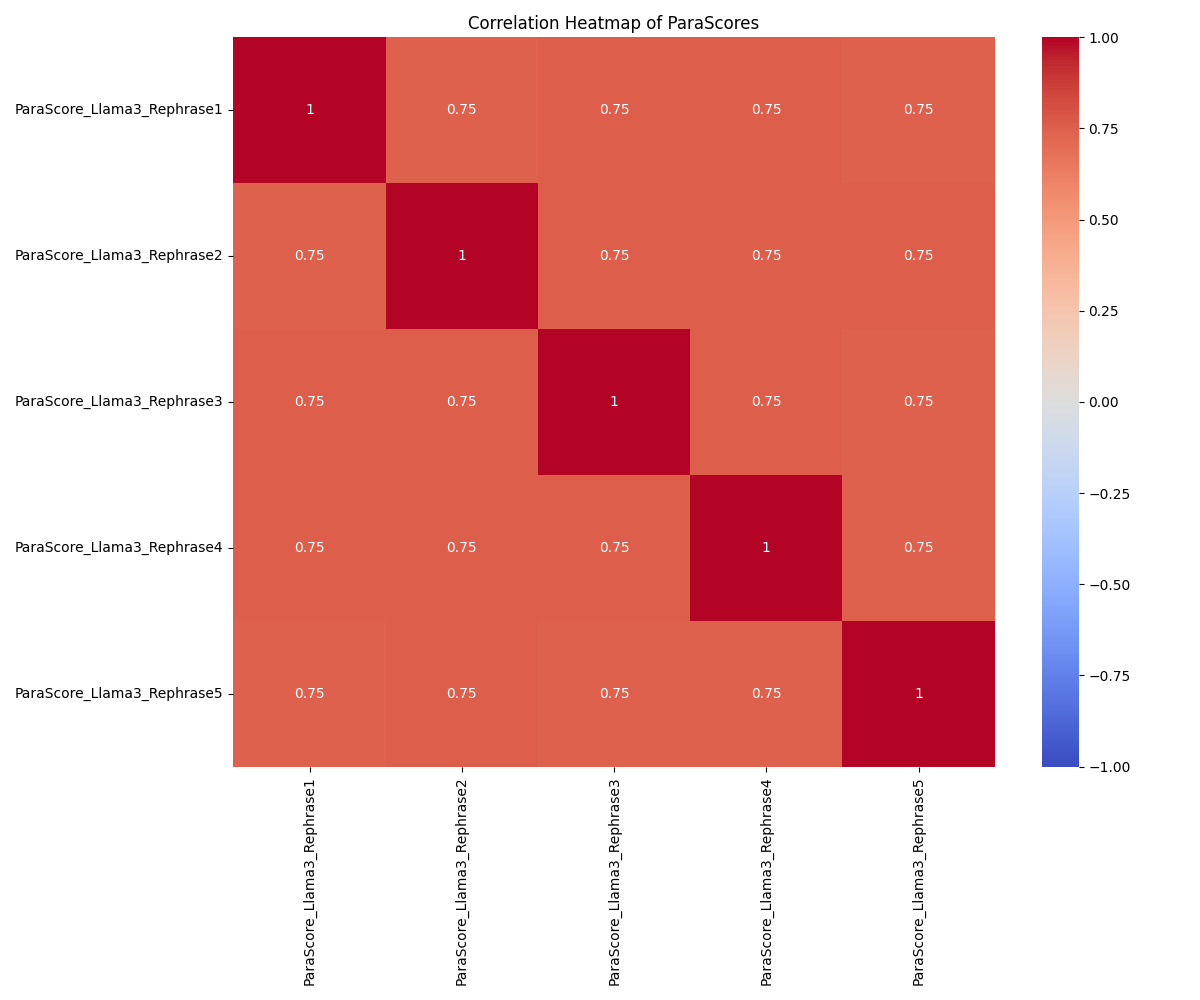 Correlation Heatmap of ParaScores
ParaScore_Llama3_Rephrase1 1 0.75 0.75 0.75 0.75
ParaScore_Llama3_Rephrase2 0.75 1 0.75 0.75 0.75
ParaScore_Llama3_Rephrase3 0.75 0.75 1 0.75 0.75
ParaScore_Llama3_Rephrase4 0.75 0.75 0.75 1 0.75
ParaScore_Llama3_Rephrase5 0.75 0.75 0.75 0.75 1
ParaScore_Llama3_Rephrase1
ParaScore_Llama3_Rephrase2
ParaScore_Llama3_Rephrase3
ParaScore_Llama3_Rephrase4
ParaScore_Llama3_Rephrase5
1.00
0.75
0.50
0.25
0.00
−0.25
−0.50
−0.75
−1.00